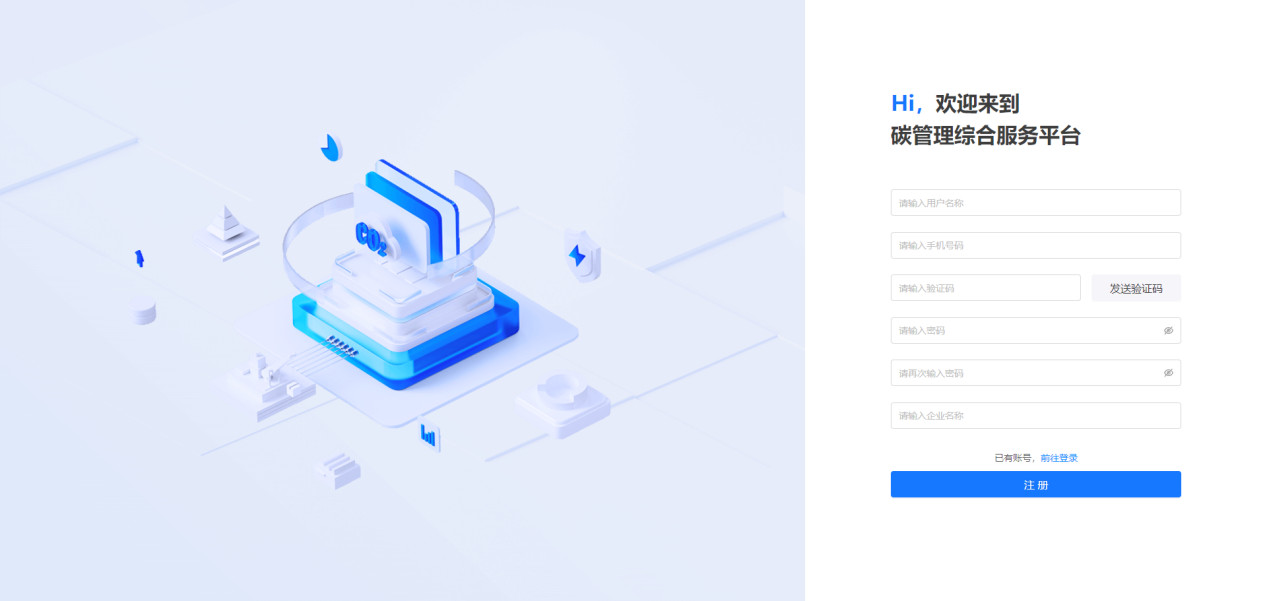 CO2
Hi，欢迎来到
碳管理综合服务平台
请输入用户名称
请输入手机号码
请输入验证码
发送验证码
请输入密码
请再次输入密码
请输入企业名称
已有账号，前往登录
注 册